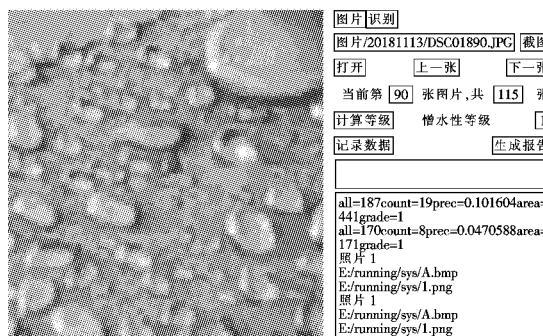 图片 识别
图片/20181113/DSC01890.JPG 截图
打开 上一张 下一张
当前第 90 张图片,共 115 张
计算等级 憎水性等级
记录数据 生成报告
all=187count=19prec=0.101604area=
441grade=1
all=170count=8prec=0.0470588area=
171grade=1
照片 1
E:/running/sys/A.bmp
E:/running/sys/1.png
照片 1
E:/running/sys/A.bmp
E:/running/sys/1.png